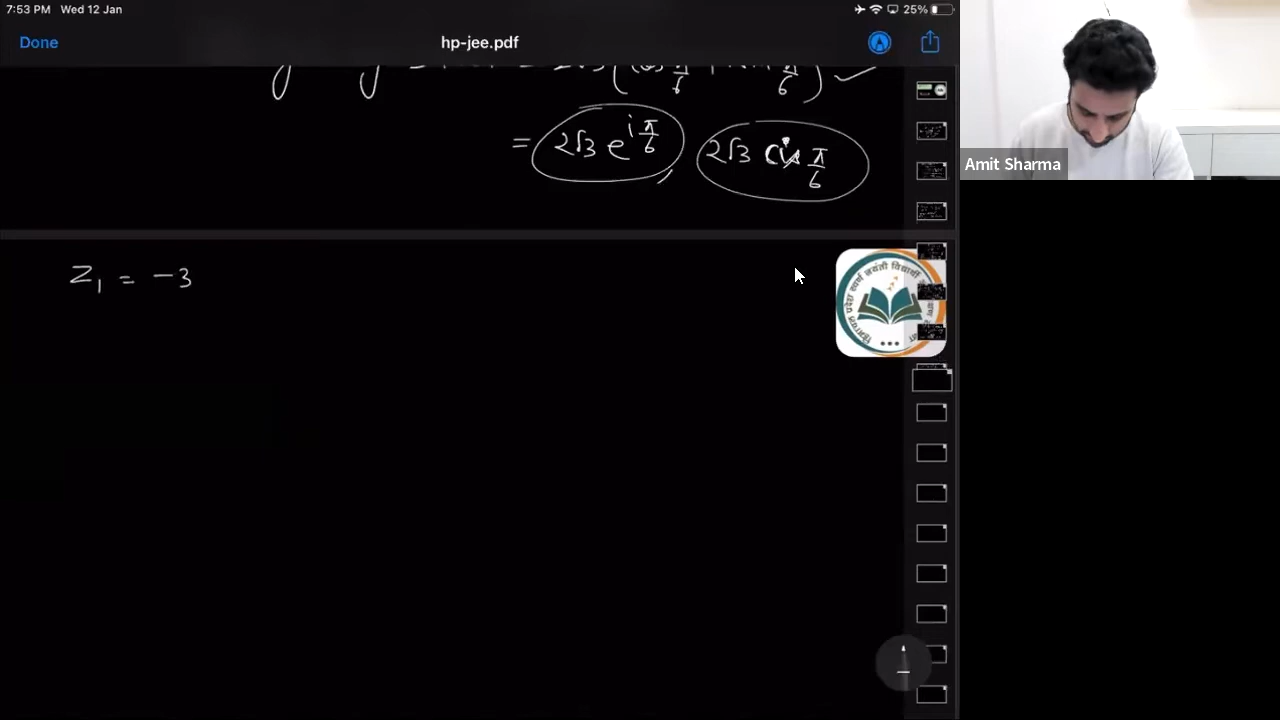 7:53 PM Wed 12 Jan 25%
Done hp-jee.pdf
= 2√3 e^{iπ/6} 2√3 Cis π/6
Amit Sharma
Z₁ = -3